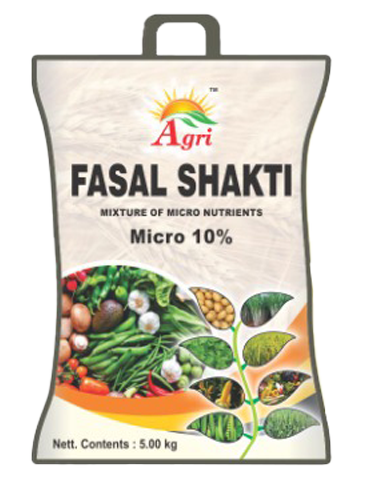 TM
Agri
FASAL SHAKTI
MIXTURE OF MICRO NUTRIENTS
Micro 10%
Nett. Contents : 5.00 kg